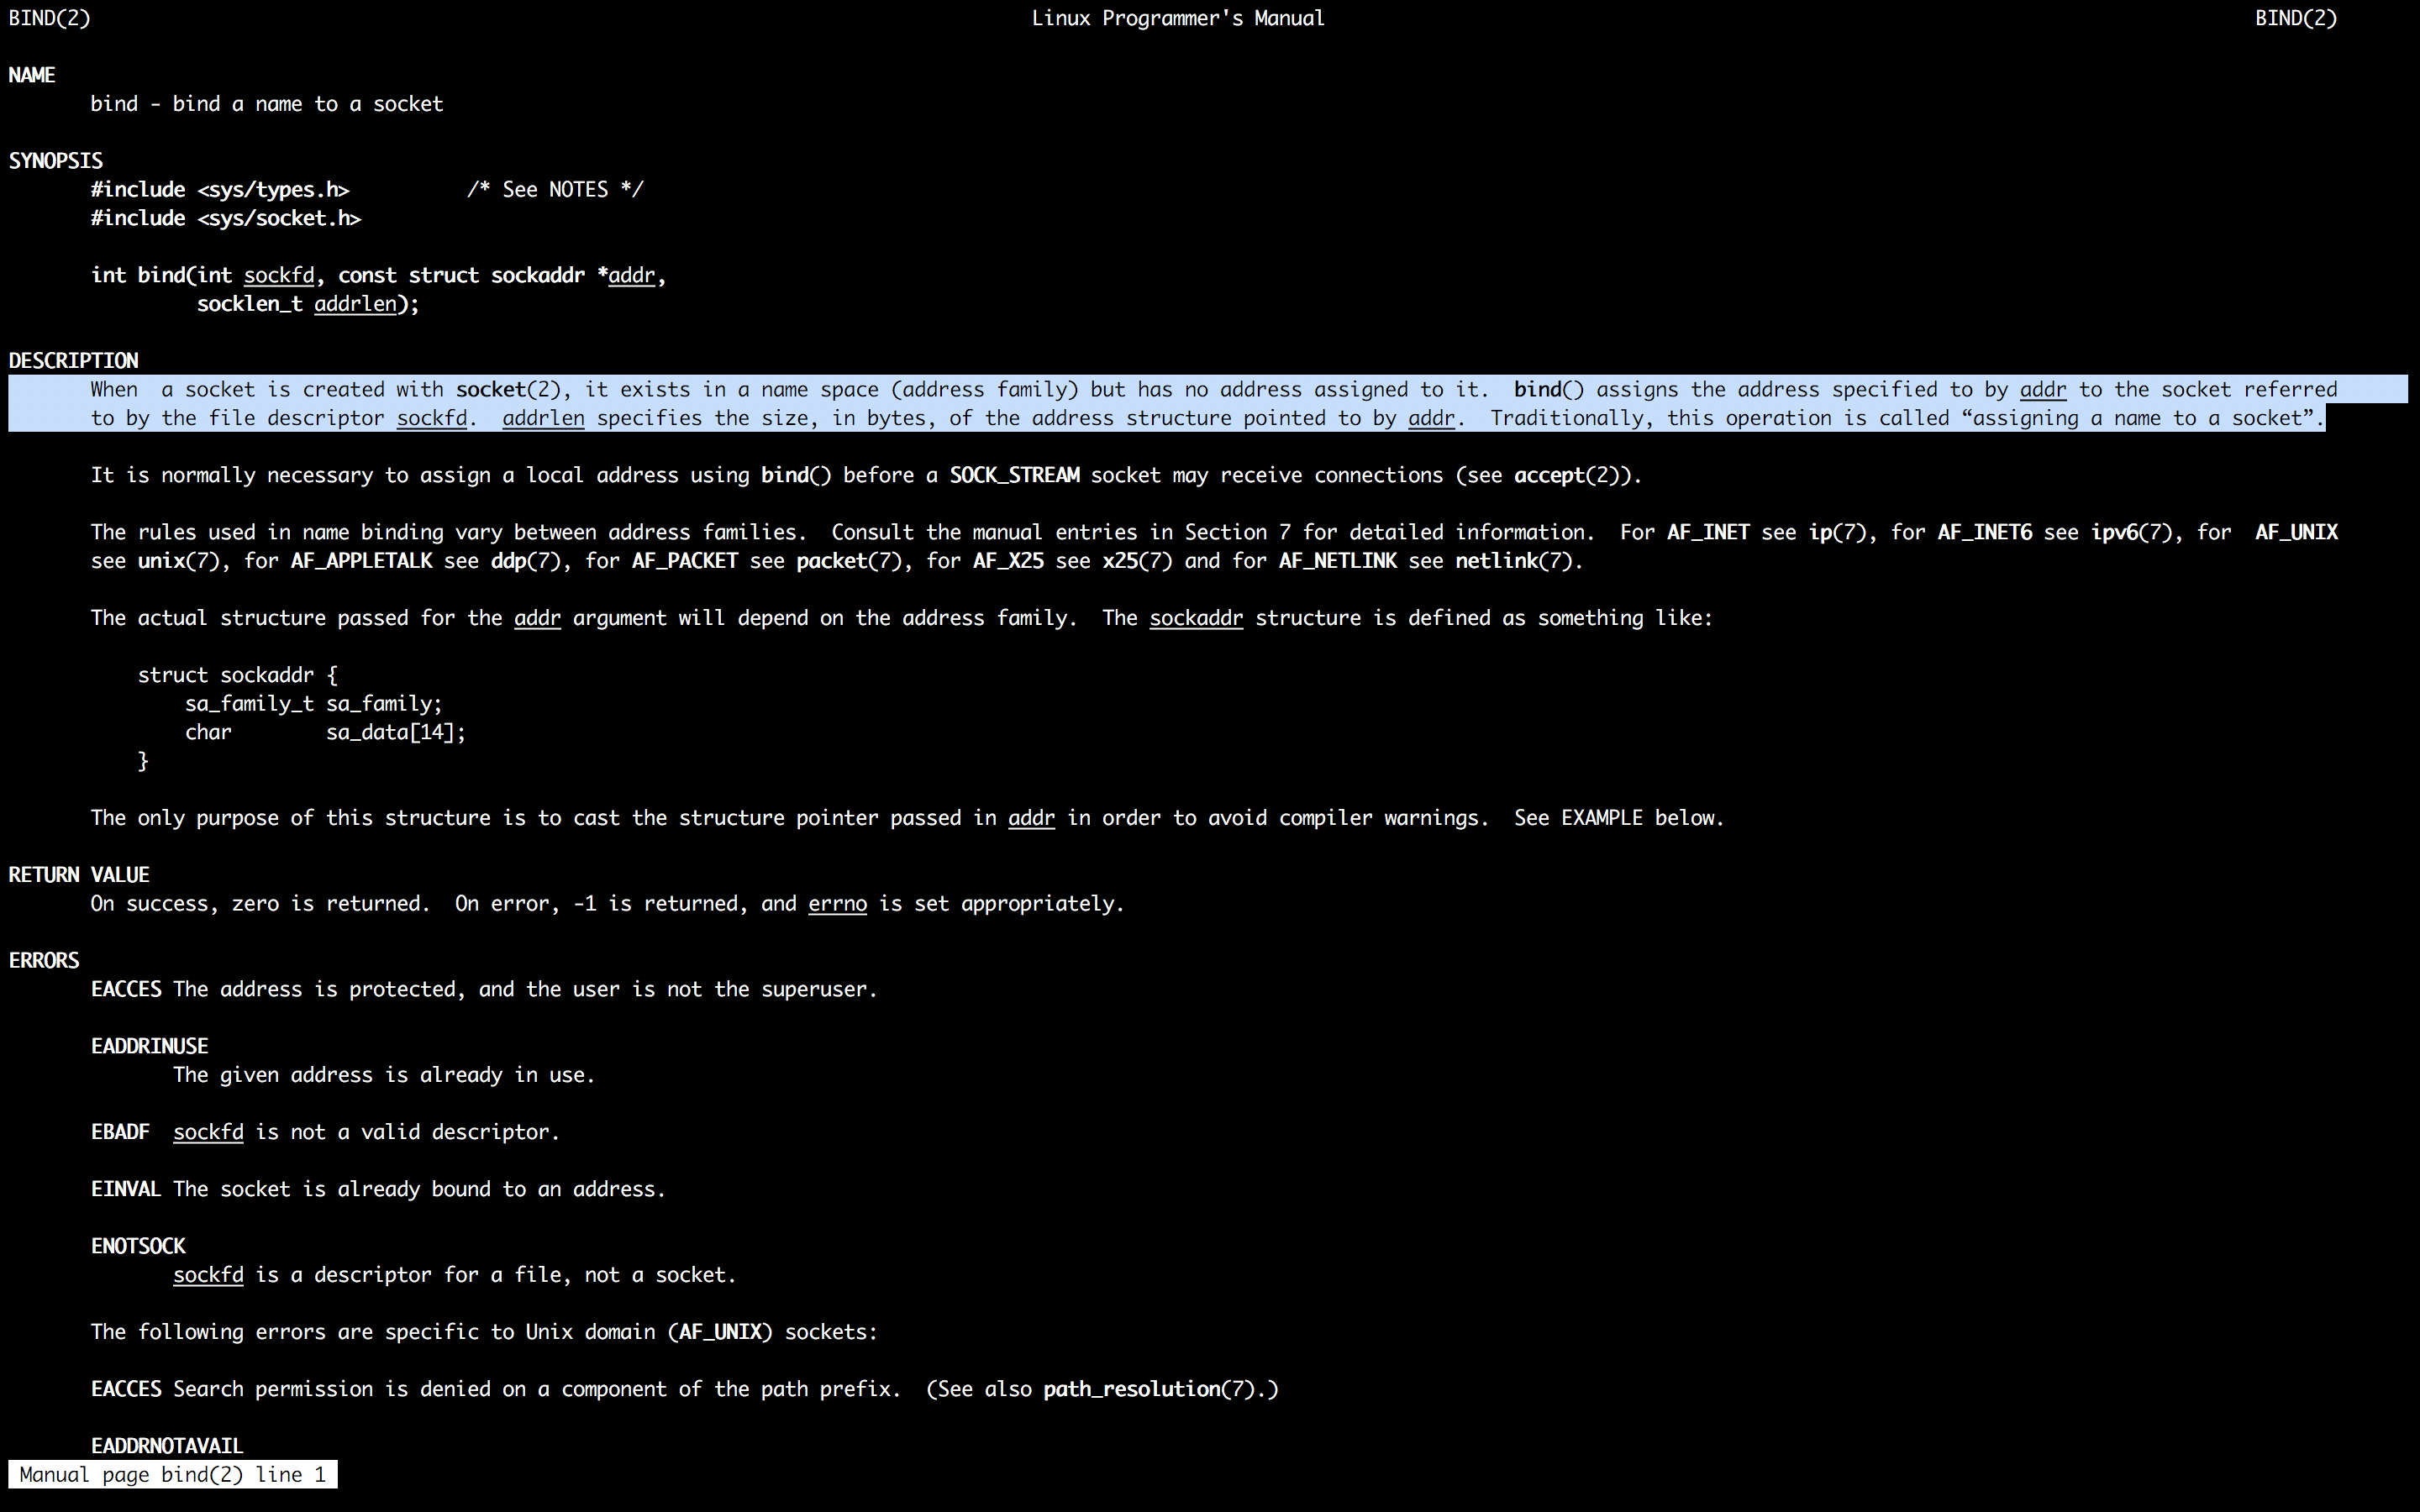 BIND(2) Linux Programmer's Manual BIND(2)
NAME
bind - bind a name to a socket
SYNOPSIS
#include <sys/types.h> /* See NOTES */
#include <sys/socket.h>
int bind(int sockfd, const struct sockaddr *addr,
socklen_t addrlen);
DESCRIPTION
When a socket is created with socket(2), it exists in a name space (address family) but has no address assigned to it. bind() assigns the address specified to by addr to the socket referred
to by the file descriptor sockfd. addrlen specifies the size, in bytes, of the address structure pointed to by addr. Traditionally, this operation is called “assigning a name to a socket”.
It is normally necessary to assign a local address using bind() before a SOCK_STREAM socket may receive connections (see accept(2)).
The rules used in name binding vary between address families. Consult the manual entries in Section 7 for detailed information. For AF_INET see ip(7), for AF_INET6 see ipv6(7), for AF_UNIX
see unix(7), for AF_APPLETALK see ddp(7), for AF_PACKET see packet(7), for AF_X25 see x25(7) and for AF_NETLINK see netlink(7).
The actual structure passed for the addr argument will depend on the address family. The sockaddr structure is defined as something like:
struct sockaddr {
sa_family_t sa_family;
char sa_data[14];
}
The only purpose of this structure is to cast the structure pointer passed in addr in order to avoid compiler warnings. See EXAMPLE below.
RETURN VALUE
On success, zero is returned. On error, -1 is returned, and errno is set appropriately.
ERRORS
EACCES The address is protected, and the user is not the superuser.
EADDRINUSE
The given address is already in use.
EBADF sockfd is not a valid descriptor.
EINVAL The socket is already bound to an address.
ENOTSOCK
sockfd is a descriptor for a file, not a socket.
The following errors are specific to Unix domain (AF_UNIX) sockets:
EACCES Search permission is denied on a component of the path prefix. (See also path_resolution(7).)
EADDRNOTAVAIL
Manual page bind(2) line 1